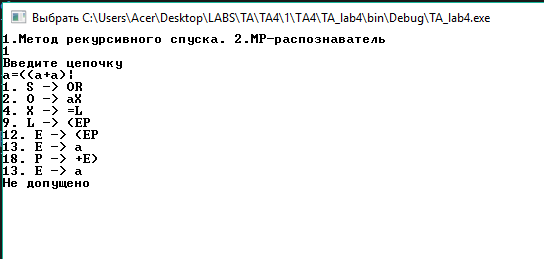 Выбрать C:\Users\Acer\Desktop\LABS\TA\TA4\1\TA4\TA_lab4\bin\Debug\TA_lab4.exe
1.Метод рекурсивного спуска. 2.МР-распознаватель
1
Введите цепочку
a=((a+a)¦
1. S -> OR
2. O -> aX
4. X -> =L
9. L -> (EP
12. E -> (EP
13. E -> a
18. P -> +E)
13. E -> a
Не допущено